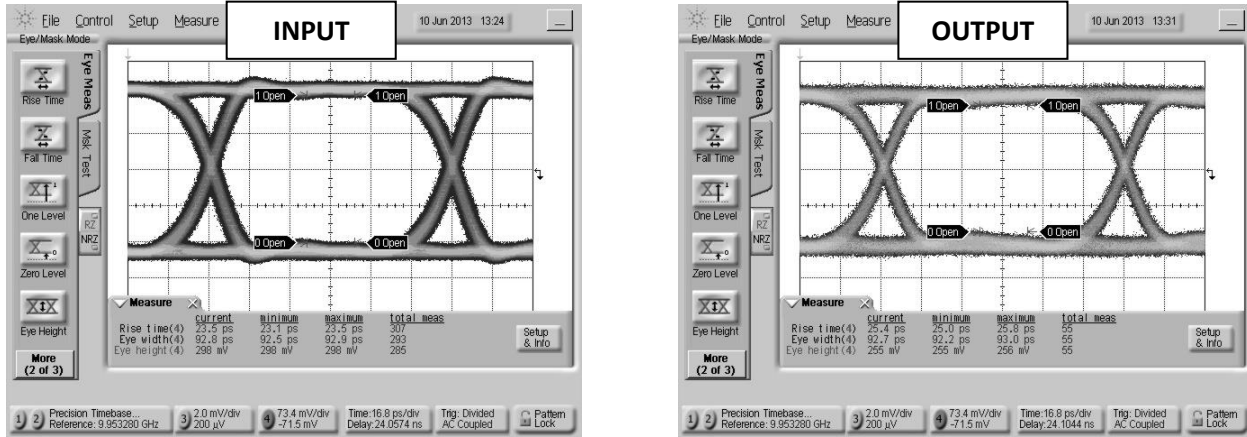 INPUT
File Control Setup Measure
10 Jun 2013 13:24
Eye/Mask Mode
Rise Time
Fall Time
One Level
Zero Level
Eye Height
More
(2 of 3)
Eye Meas
Msk Test
RZ
NRZ
1 Open
1 Open
0 Open
0 Open
Measure
current minimum maximum total meas
Rise time(4) 23.5 ps 23.1 ps 23.5 ps 307
Eye width(4) 92.8 ps 92.5 ps 92.9 ps 293
Eye height(4) 298 mV 298 mV 298 mV 285
Setup
& Info
1 2 Precision Timebase...
Reference: 9.953280 GHz
3 2.0 mV/div
200 µV
4 73.4 mV/div
-71.5 mV
Time:16.8 ps/div
Delay:24.0574 ns
Trig: Divided
AC Coupled
Pattern
Lock
OUTPUT
File Control Setup Measure
10 Jun 2013 13:31
Eye/Mask Mode
Rise Time
Fall Time
One Level
Zero Level
Eye Height
More
(2 of 3)
Eye Meas
Msk Test
RZ
NRZ
1 Open
1 Open
0 Open
0 Open
Measure
current minimum maximum total meas
Rise time(4) 25.4 ps 25.0 ps 25.8 ps 55
Eye width(4) 92.7 ps 92.2 ps 93.0 ps 55
Eye height(4) 255 mV 255 mV 256 mV 55
Setup
& Info
1 2 Precision Timebase...
Reference: 9.953280 GHz
3 2.0 mV/div
200 µV
4 73.4 mV/div
-71.5 mV
Time:16.8 ps/div
Delay:24.1044 ns
Trig: Divided
AC Coupled
Pattern
Lock